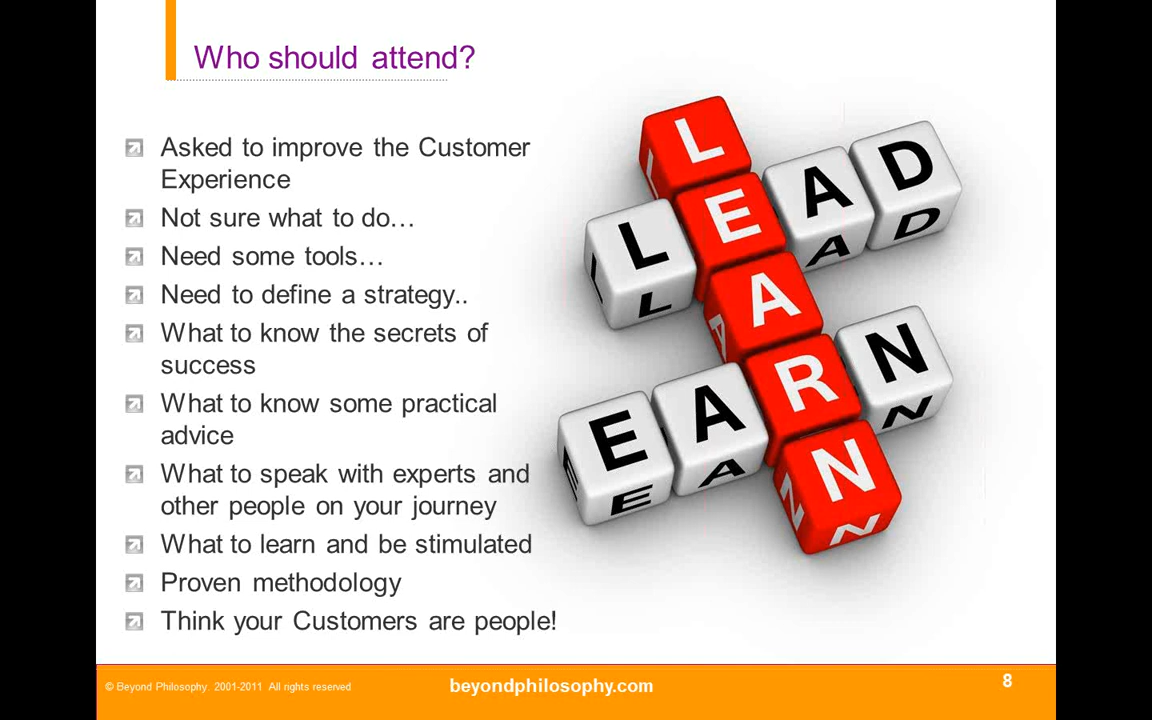 Who should attend?
Asked to improve the Customer
Experience
Not sure what to do…
Need some tools…
Need to define a strategy..
What to know the secrets of
success
What to know some practical
advice
What to speak with experts and
other people on your journey
What to learn and be stimulated
Proven methodology
Think your Customers are people!
LEARN
LEAD
EARN
© Beyond Philosophy. 2001-2011 All rights reserved
beyondphilosophy.com
8